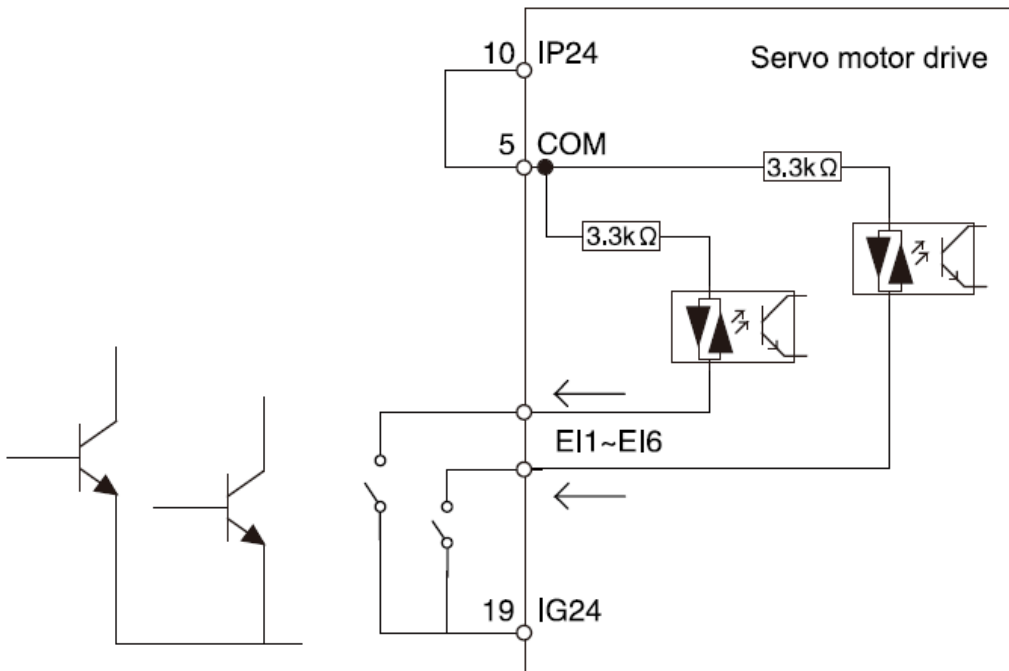 10 IP24
Servo motor drive
5 COM
3.3kΩ
3.3kΩ
EI1~EI6
19 IG24